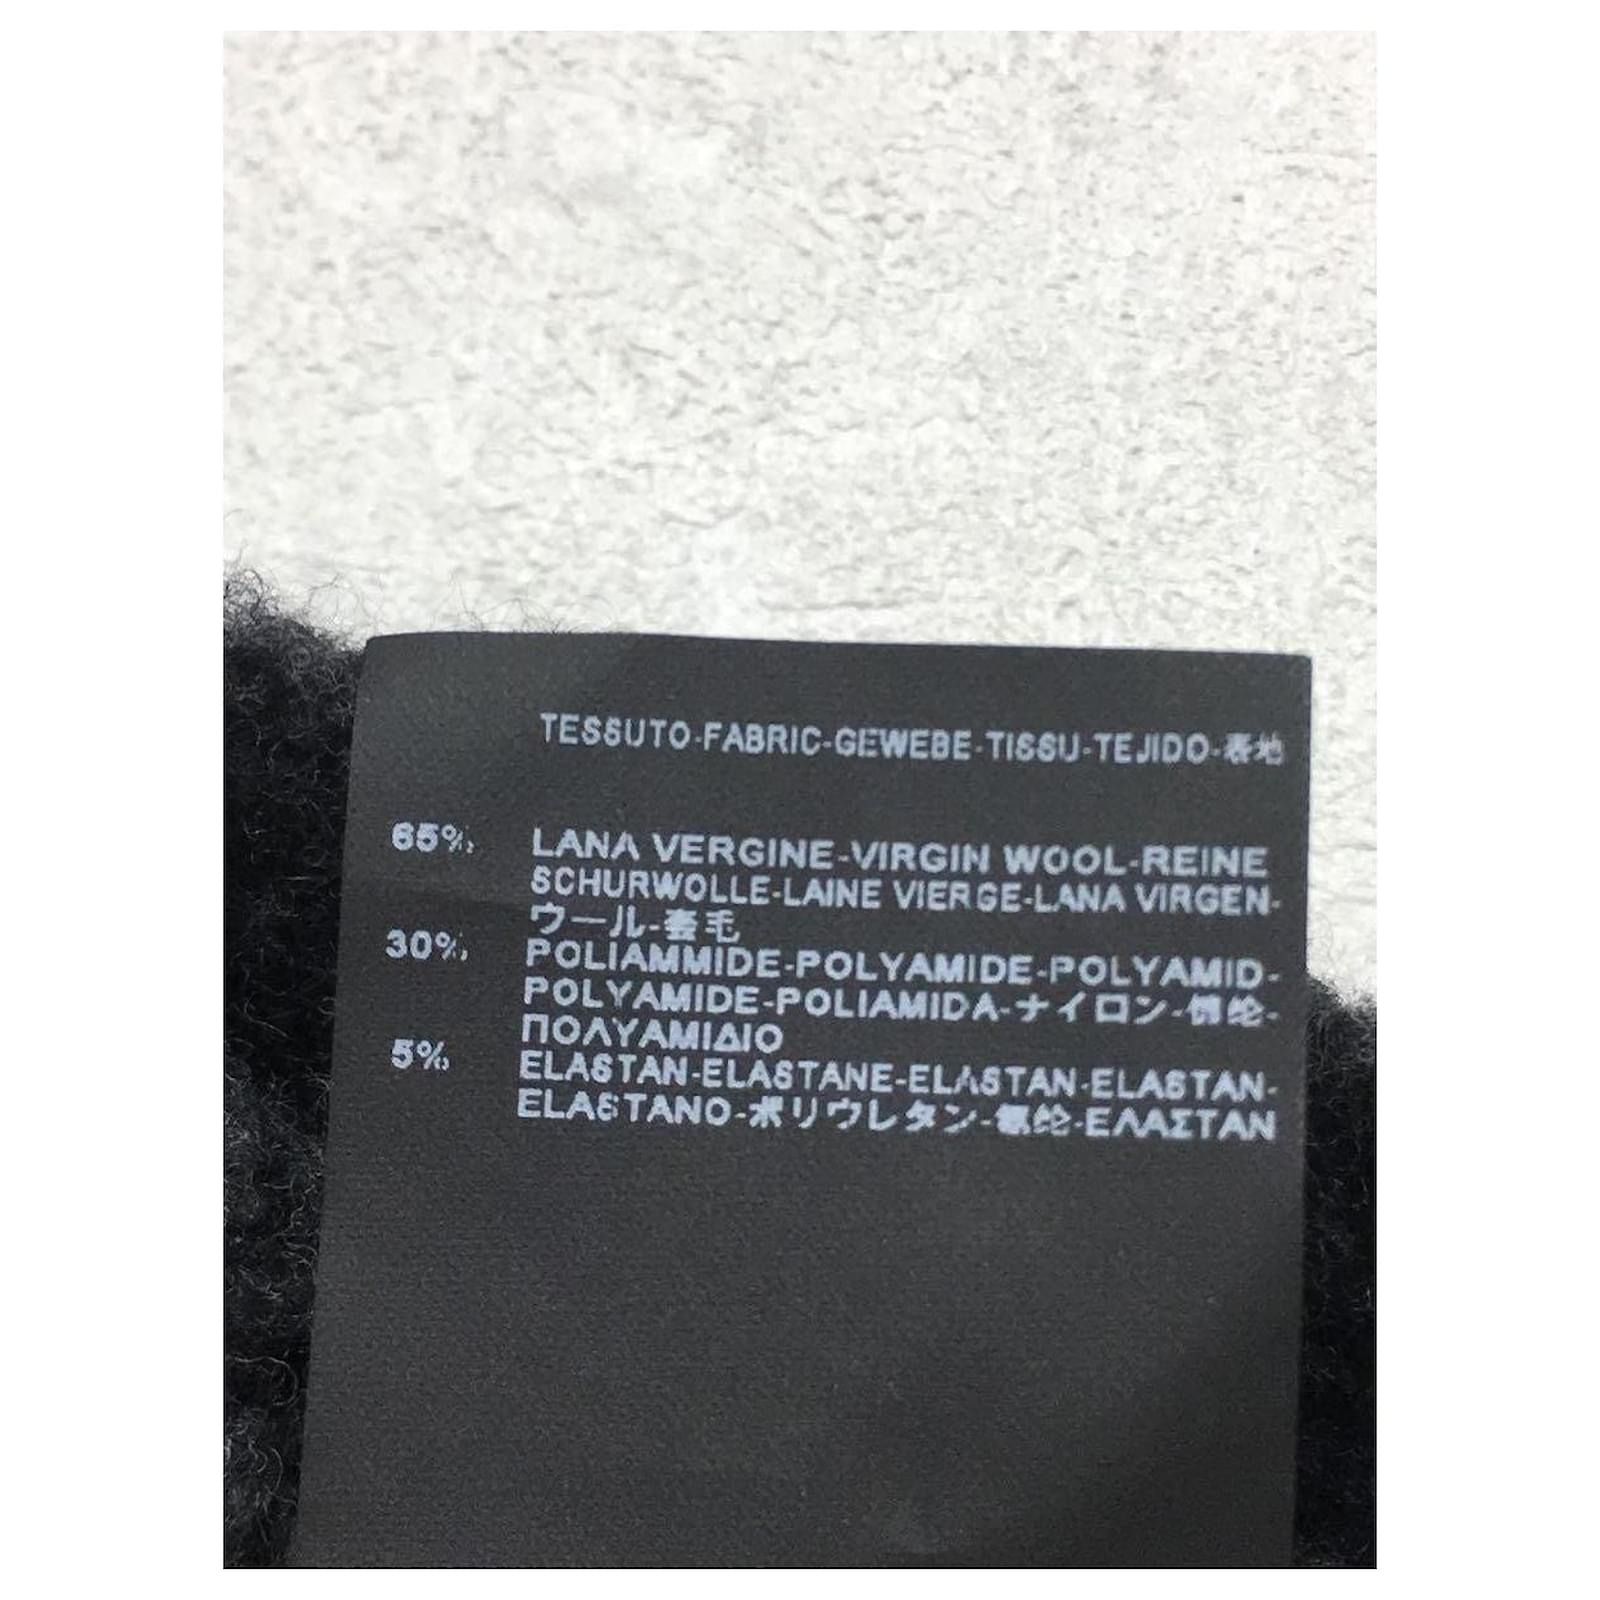 TESSUTO-FABRIC-GEWEBE-TISSU-TEJIDO-表地
65% LANA VERGINE-VIRGIN WOOL-REINE
SCHURWOLLE-LAINE VIERGE-LANA VIRGEN-
ウール-羊毛
30% POLIAMMIDE-POLYAMIDE-POLYAMID-
POLYAMIDE-POLIAMIDA-ナイロン-锦纶-
ΠΟΛΥΑΜΙΔΙΟ
5% ELASTAN-ELASTANE-ELASTAN-ELASTAN-
ELASTANO-ポリウレタン-氨纶-ΕΛΑΣΤΑΝ